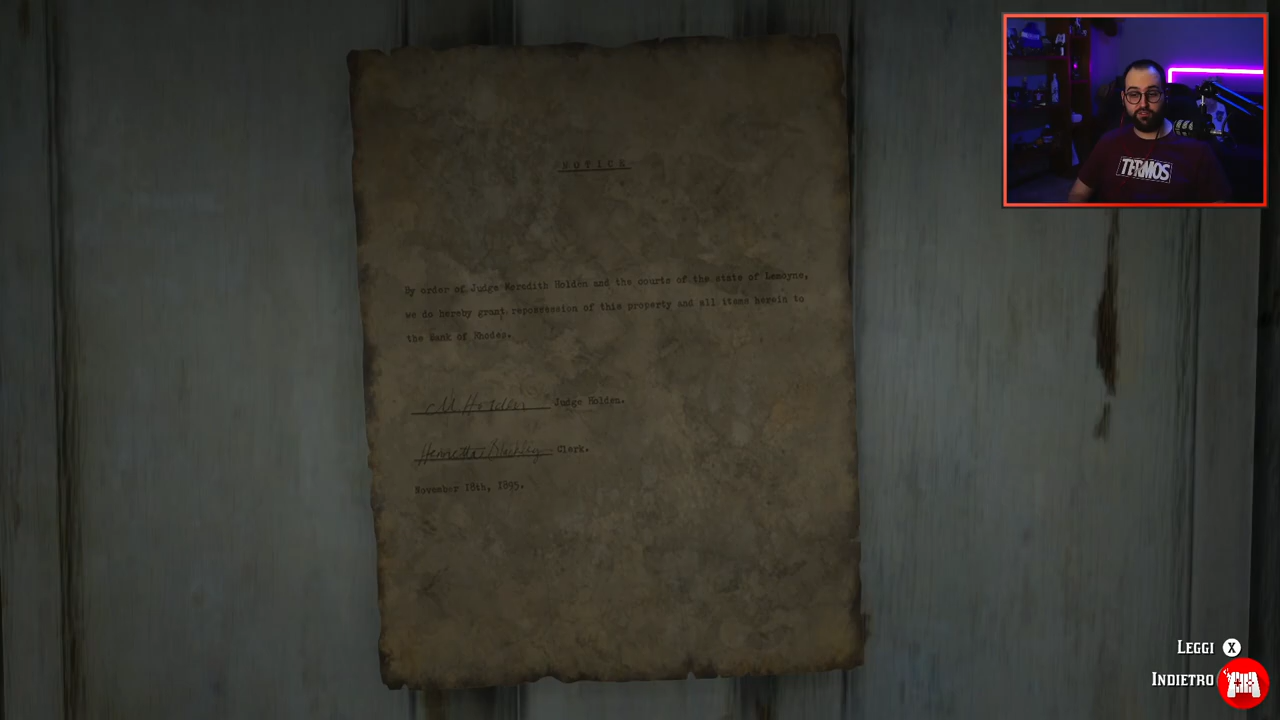 TERMOS
NOTICE
By order of Judge Meredith Holden and the courts of the state of Lemoyne,
we do hereby grant repossession of this property and all items herein to
the Bank of Rhodes.
M. Holden Judge Holden.
Henrietta Clerk.
November 18th, 1895.
LEGGI X
INDIETRO